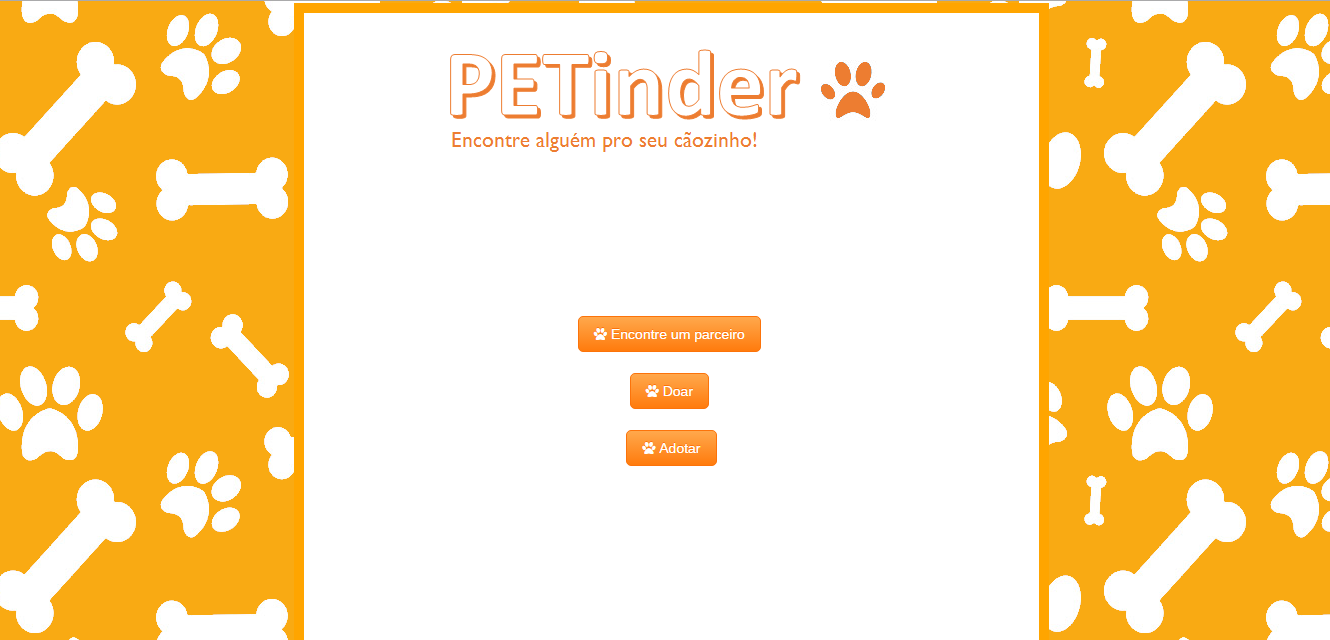 PETinder
Encontre alguém pro seu cãozinho!
Encontre um parceiro
Doar
Adotar